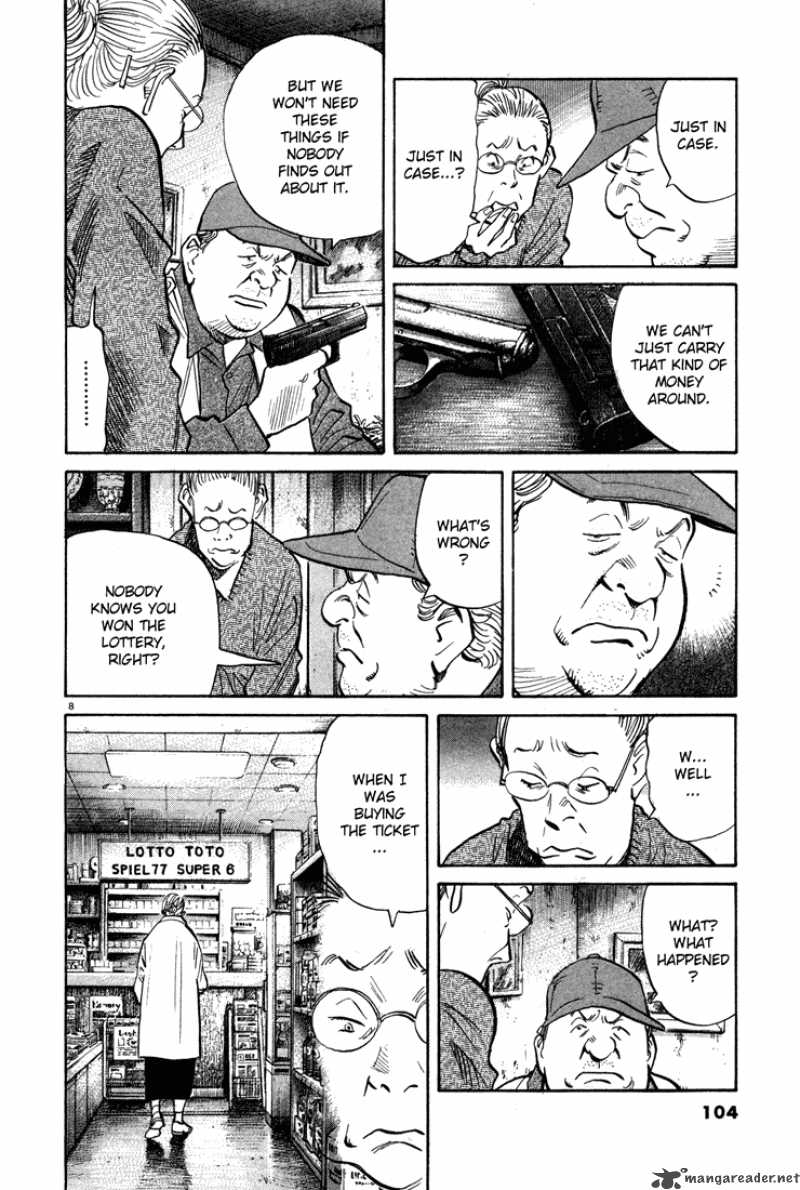 JUST IN
CASE.
JUST IN
CASE...?
WE CAN'T
JUST CARRY
THAT KIND OF
MONEY
AROUND.
BUT WE
WON'T NEED
THESE
THINGS IF
NOBODY
FINDS OUT
ABOUT IT.
..........
WHAT'S
WRONG
?
NOBODY
KNOWS YOU
WON THE
LOTTERY,
RIGHT?
8
W...
WELL
...
WHAT?
WHAT
HAPPENED
?
WHEN I
WAS
BUYING
THE TICKET
...
LOTTO TOTO
SPIEL77 SUPER 6
104
mangareader.net